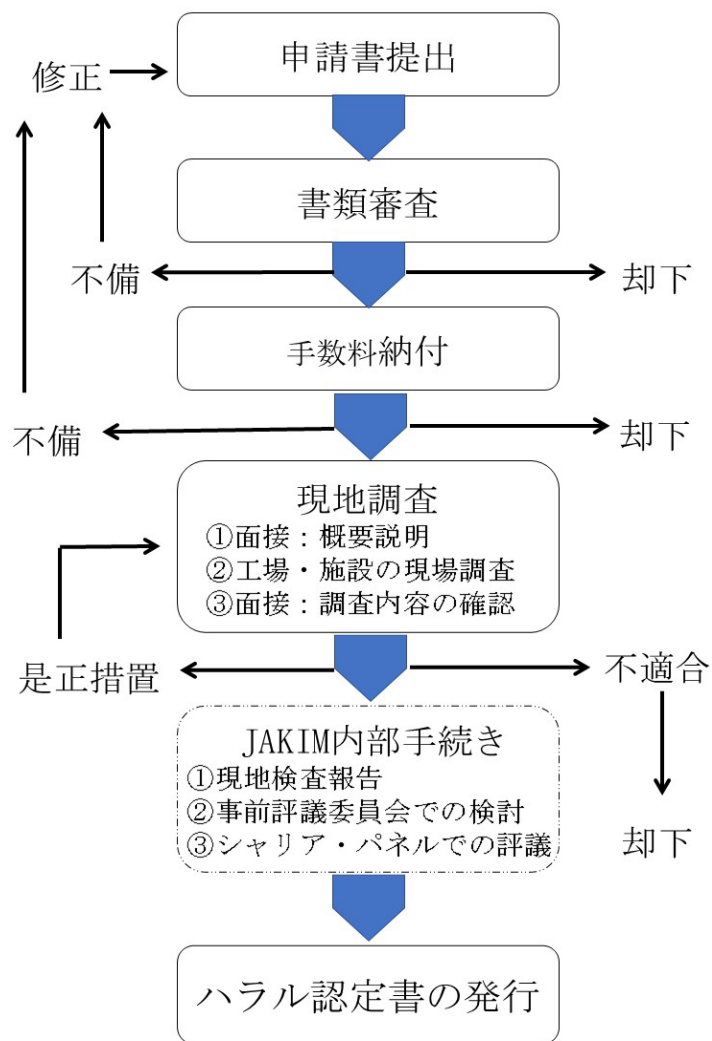 申請書提出
修正
書類審査
不備
却下
手数料納付
不備
却下
現地調査
①面接：概要説明
②工場・施設の現場調査
③面接：調査内容の確認
是正措置
不適合
JAKIM内部手続き
①現地検査報告
②事前評議委員会での検討
③シャリア・パネルでの評議
却下
ハラル認定書の発行